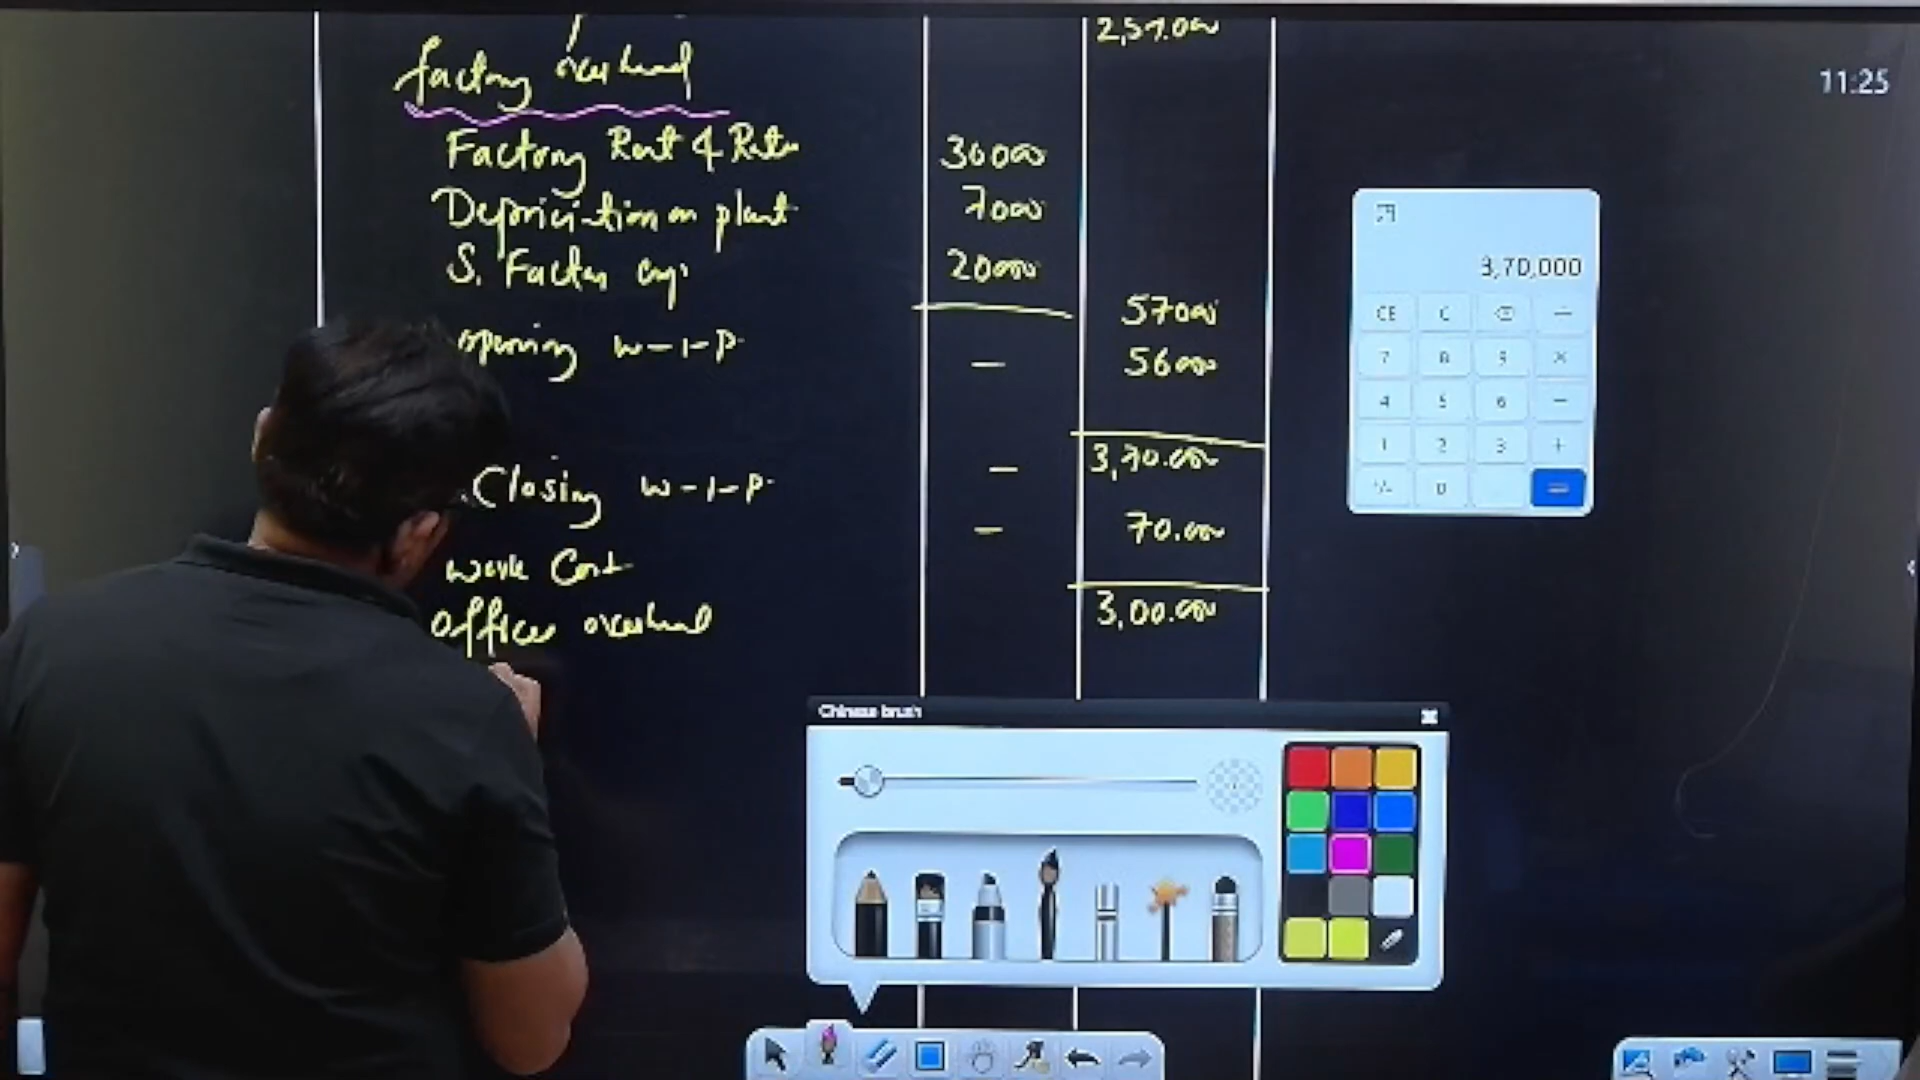 2,57.000
factory overhead
Factory Rent & Rates 30000
Depriciation on plant 7000
S. Factory exp. 20000
57000
opening W-I-P. - 56000
- 3,70.000
Closing W-I-P.
- 70.000
work Cost
3,00.000
Office overhead
11:25
3,70,000
CE C ÷
7 8 9 ×
4 5 6 −
1 2 3 +
0 =
Chinese brush